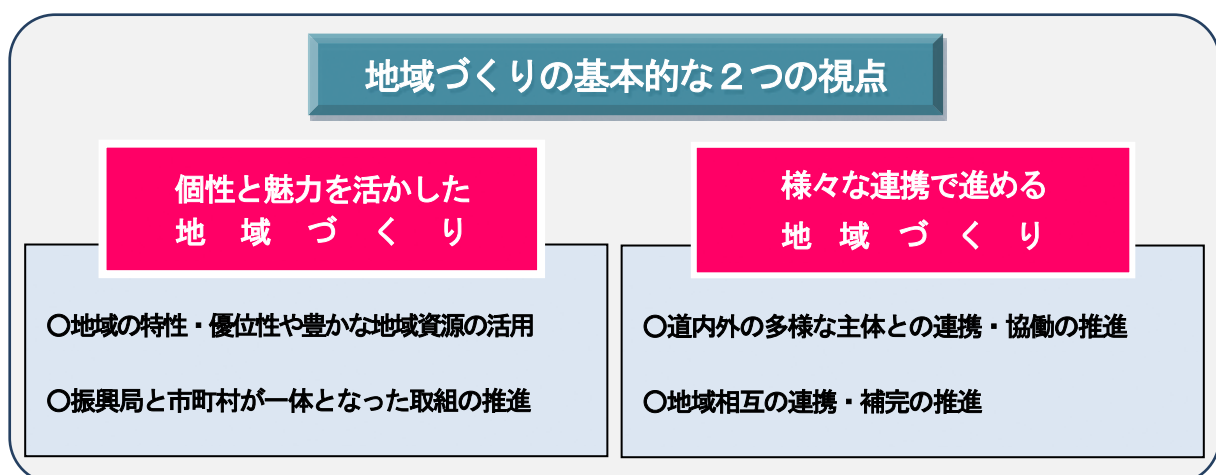 地域づくりの基本的な２つの視点
個性と魅力を活かした
地域づくり
〇地域の特性・優位性や豊かな地域資源の活用
〇振興局と市町村が一体となった取組の推進
様々な連携で進める
地域づくり
〇道内外の多様な主体との連携・協働の推進
〇地域相互の連携・補完の推進